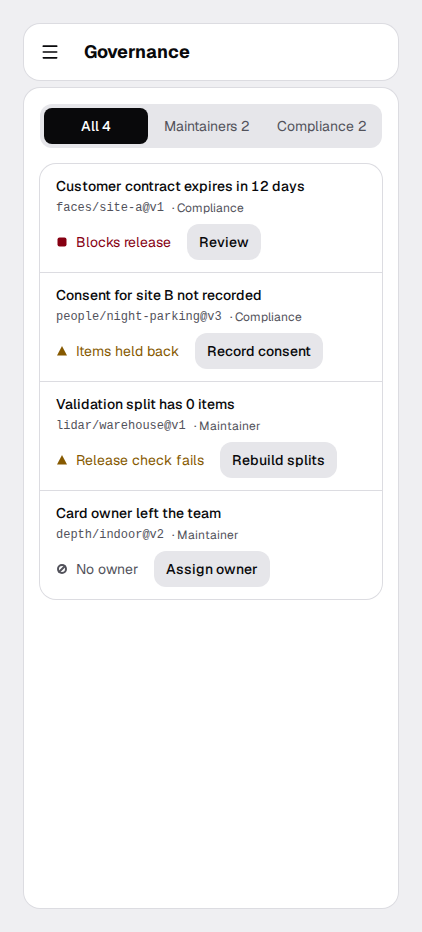 Governance
All 4 Maintainers 2 Compliance 2
Customer contract expires in 12 days
faces/site-a@v1 · Compliance
Blocks release Review
Consent for site B not recorded
people/night-parking@v3 · Compliance
Items held back Record consent
Validation split has 0 items
lidar/warehouse@v1 · Maintainer
Release check fails Rebuild splits
Card owner left the team
depth/indoor@v2 · Maintainer
No owner Assign owner